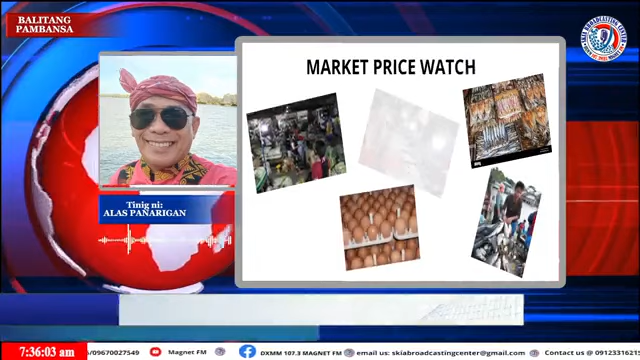 BALITANG
PAMBANSA
MARKET PRICE WATCH
Tinig ni:
ALAS PANARIGAN
7:36:03 am
/09670027549
Magnet FM
DXMM 107.3 MAGNET FM
email us: skiabroadcastingcenter@gmail.com
Contact us: 0912331621